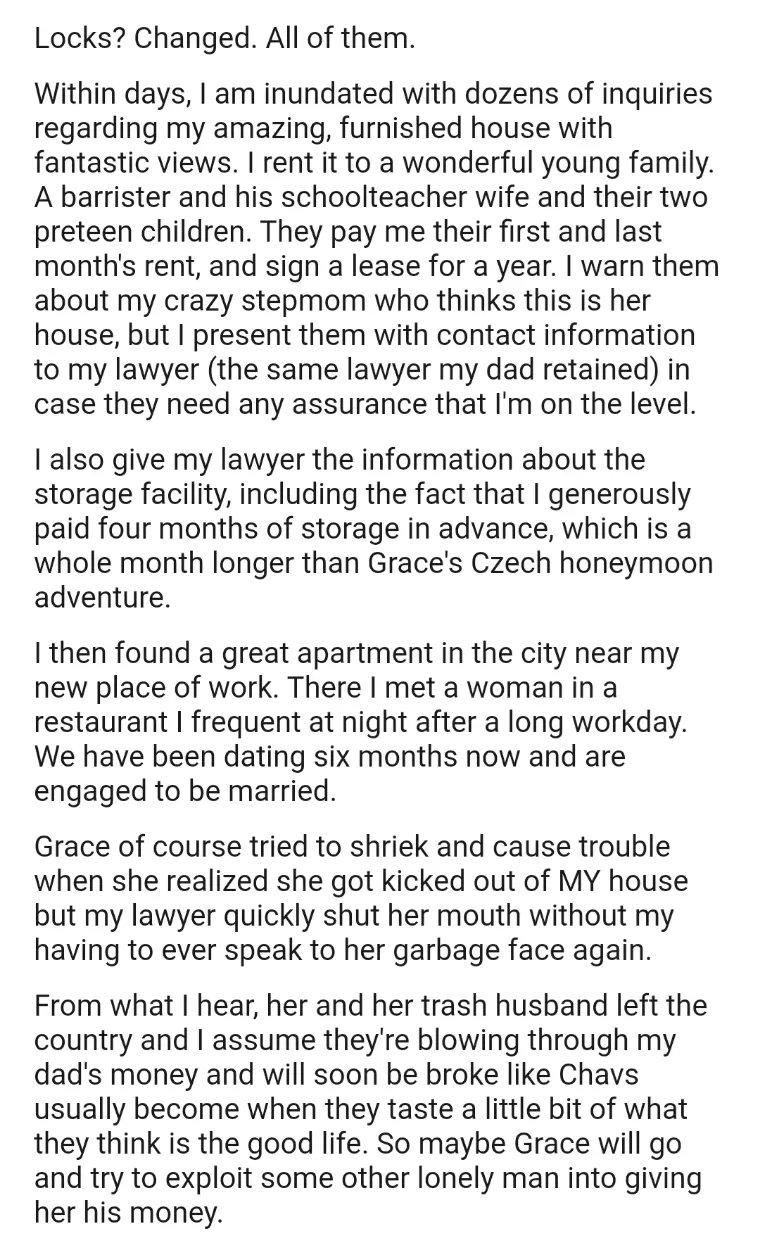 Locks? Changed. All of them.
Within days, I am inundated with dozens of inquiries
regarding my amazing, furnished house with
fantastic views. I rent it to a wonderful young family.
A barrister and his schoolteacher wife and their two
preteen children. They pay me their first and last
month's rent, and sign a lease for a year. I warn them
about my crazy stepmom who thinks this is her
house, but I present them with contact information
to my lawyer (the same lawyer my dad retained) in
case they need any assurance that I'm on the level.
I also give my lawyer the information about the
storage facility, including the fact that I generously
paid four months of storage in advance, which is a
whole month longer than Grace's Czech honeymoon
adventure.
I then found a great apartment in the city near my
new place of work. There I met a woman in a
restaurant I frequent at night after a long workday.
We have been dating six months now and are
engaged to be married.
Grace of course tried to shriek and cause trouble
when she realized she got kicked out of MY house
but my lawyer quickly shut her mouth without my
having to ever speak to her garbage face again.
From what I hear, her and her trash husband left the
country and I assume they're blowing through my
dad's money and will soon be broke like Chavs
usually become when they taste a little bit of what
they think is the good life. So maybe Grace will go
and try to exploit some other lonely man into giving
her his money.